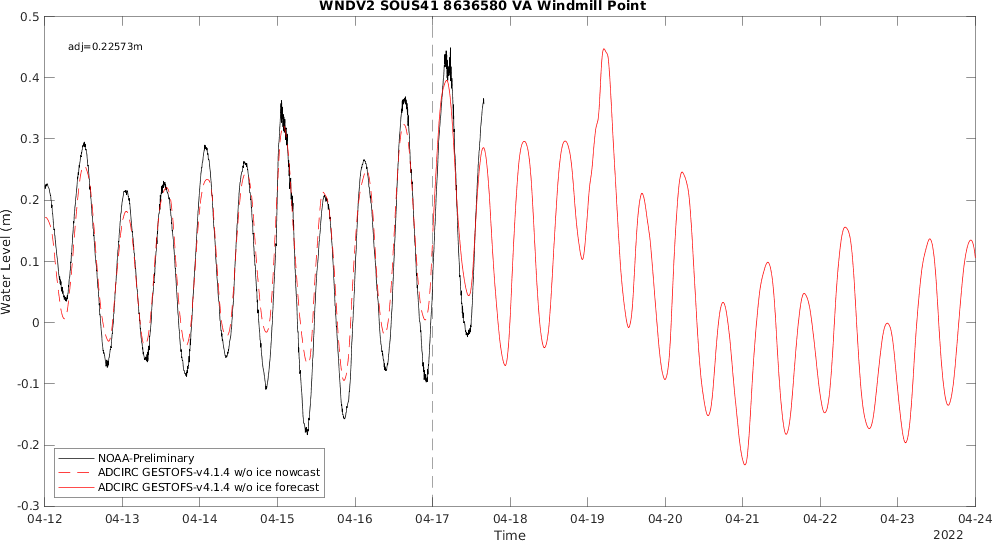 WNDV2 SOUS41 8636580 VA Windmill Point
0.5
adj=0.22573m
0.4
0.3
0.2
0.1
0
-0.1
-0.2
-0.3
Water Level (m)
NOAA-Preliminary
ADCIRC GESTOFS-v4.1.4 w/o ice nowcast
ADCIRC GESTOFS-v4.1.4 w/o ice forecast
04-12 04-13 04-14 04-15 04-16 04-17 04-18 04-19 04-20 04-21 04-22 04-23 04-24
Time
2022